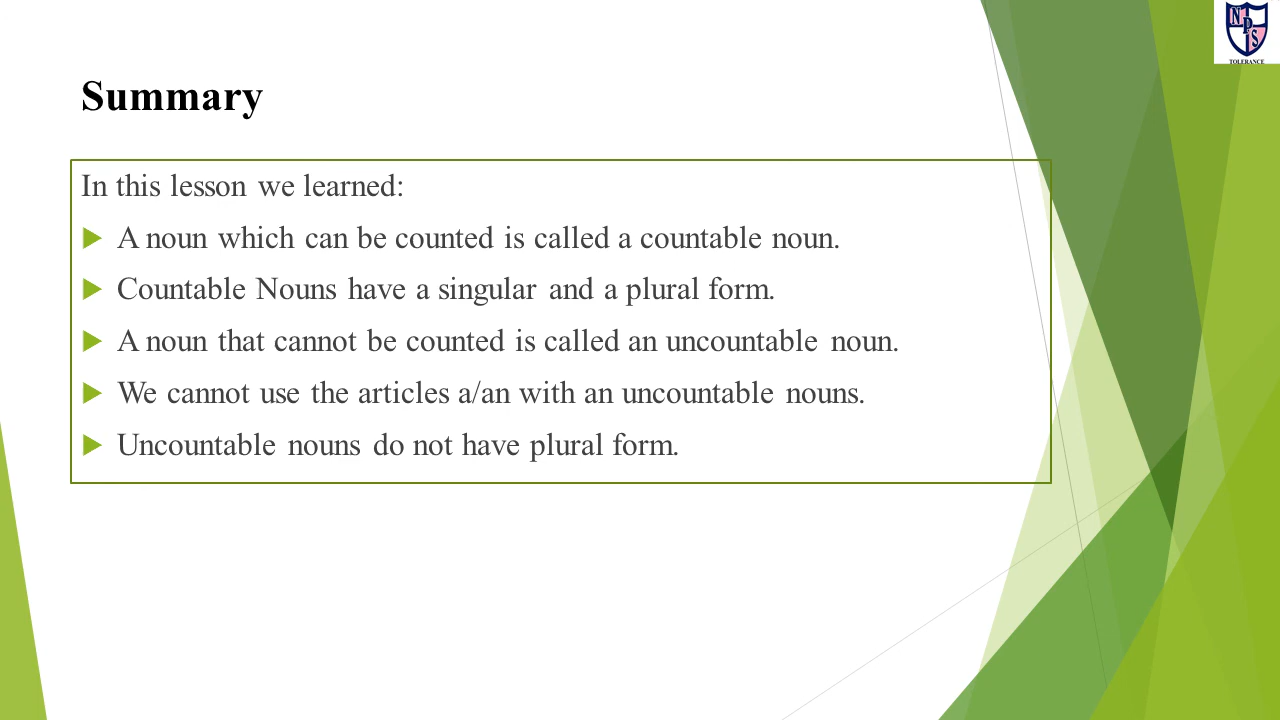 N
P
S
TOLERANCE
Summary
In this lesson we learned:
A noun which can be counted is called a countable noun.
Countable Nouns have a singular and a plural form.
A noun that cannot be counted is called an uncountable noun.
We cannot use the articles a/an with an uncountable nouns.
Uncountable nouns do not have plural form.